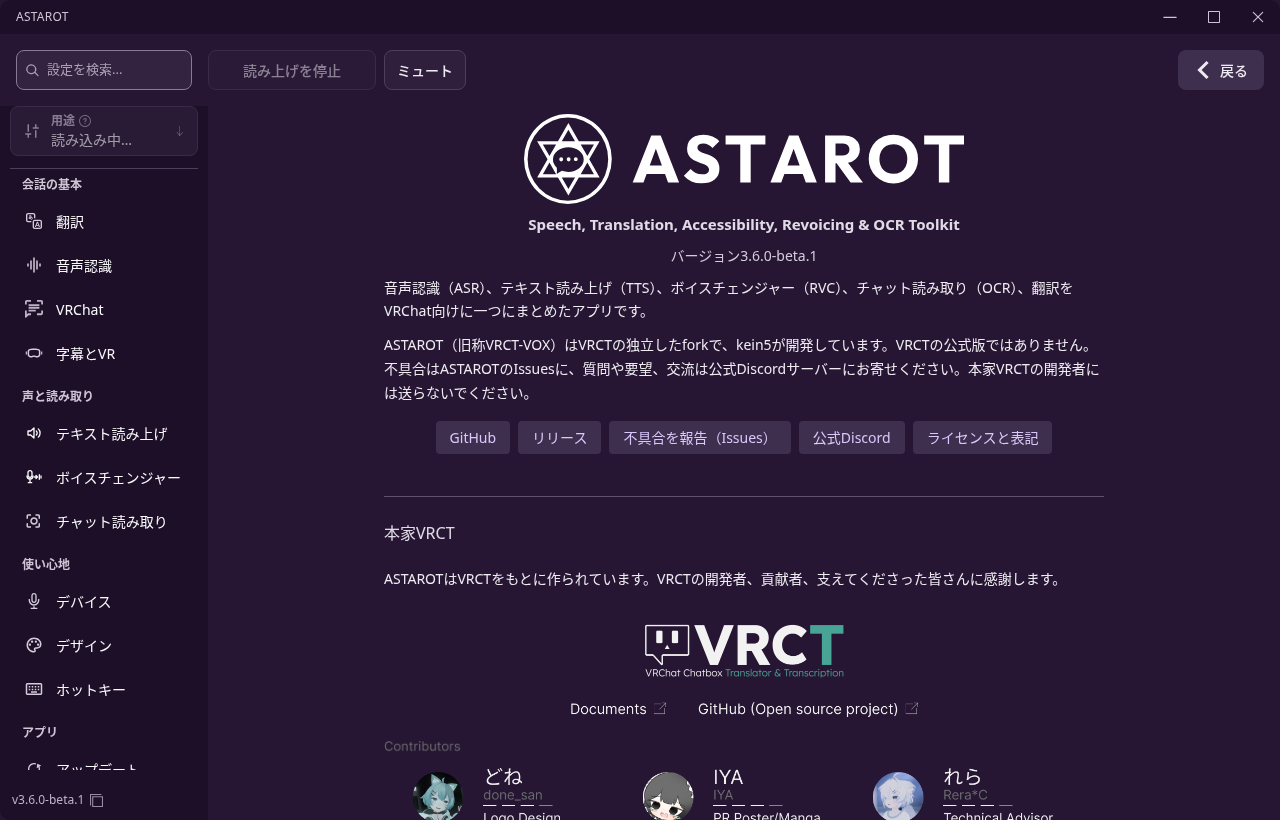 ASTAROT
設定を検索...
読み上げを停止
ミュート
戻る
用途
読み込み中...
会話の基本
翻訳
音声認識
VRChat
字幕とVR
声と読み取り
テキスト読み上げ
ボイスチェンジャー
チャット読み取り
使い心地
デバイス
デザイン
ホットキー
アプリ
アップデート
v3.6.0-beta.1
ASTAROT
Speech, Translation, Accessibility, Revoicing & OCR Toolkit
バージョン3.6.0-beta.1
音声認識（ASR）、テキスト読み上げ（TTS）、ボイスチェンジャー（RVC）、チャット読み取り（OCR）、翻訳を
VRChat向けに一つにまとめたアプリです。
ASTAROT（旧称VRCT-VOX）はVRCTの独立したforkで、kein5が開発しています。VRCTの公式版ではありません。
不具合はASTAROTのIssuesに、質問や要望、交流は公式Discordサーバーにお寄せください。本家VRCTの開発者に
は送らないでください。
GitHub
リリース
不具合を報告（Issues）
公式Discord
ライセンスと表記
本家VRCT
ASTAROTはVRCTをもとに作られています。VRCTの開発者、貢献者、支えてくださった皆さんに感謝します。
VRCT
VRChat Chatbox Translator & Transcription
Documents
GitHub (Open source project)
Contributors
どね
done_san
Logo Design
IYA
IYA
PR Poster/Manga
れら
Rera*C
Technical Advisor